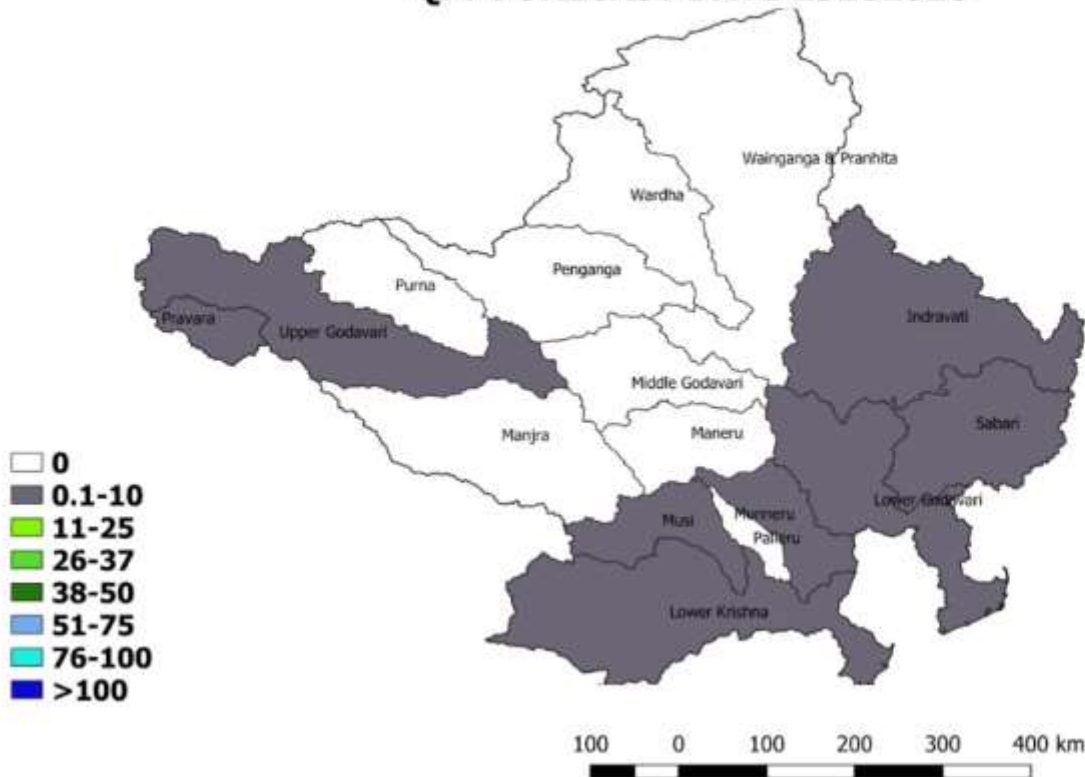 Wainganga & Pranhita
Wardha
Penganga
Purna
Indravati
Pravara
Upper Godavari
Middle Godavari
Sabari
Manjra
Maneru
Lower Godavari
Musi
Munneru
Palleru
Lower Krishna
0
0.1-10
11-25
26-37
38-50
51-75
76-100
>100
100 0 100 200 300 400 km